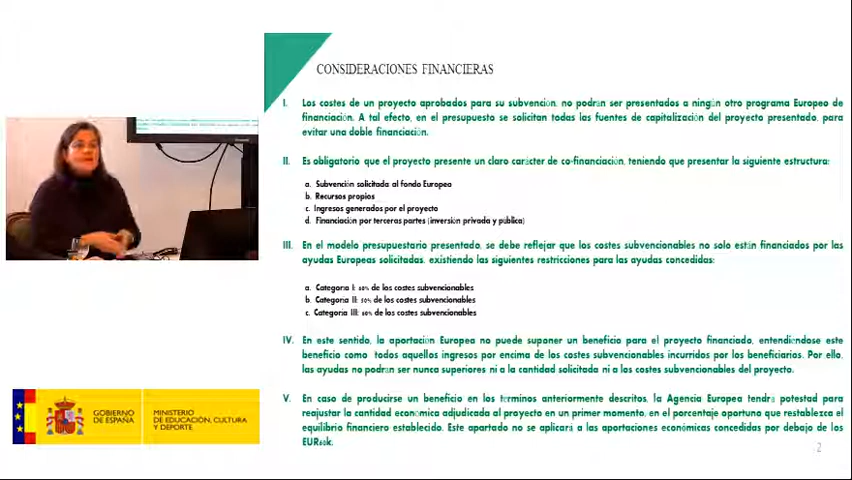 CONSIDERACIONES FINANCIERAS
I. Los costes de un proyecto aprobados para su subvención, no podrán ser presentados a ningún otro programa Europeo de
financiación. A tal efecto, en el presupuesto se solicitan todas las fuentes de capitalización del proyecto presentado, para
evitar una doble financiación.
II. Es obligatorio que el proyecto presente un claro carácter de co-financiación, teniendo que presentar la siguiente estructura:
a. Subvención solicitada al fondo Europeo
b. Recursos propios
c. Ingresos generados por el proyecto
d. Financiación por terceras partes (inversión privada y pública)
III. En el modelo presupuestario presentado, se debe reflejar que los costes subvencionables no solo están financiados por las
ayudas Europeas solicitadas, existiendo las siguientes restricciones para las ayudas concedidas:
a. Categoria I: 60% de los costes subvencionables
b. Categoria II: 50% de los costes subvencionables
c. Categoria III: 60% de los costes subvencionables
IV. En este sentido, la aportación Europea no puede suponer un beneficio para el proyecto financiado, entendiéndose este
beneficio como todos aquellos ingresos por encima de los costes subvencionables incurridos por los beneficiarios. Por ello,
las ayudas no podrán ser nunca superiores ni a la cantidad solicitada ni a los costes subvencionables del proyecto.
V. En caso de producirse un beneficio en los términos anteriormente descritos, la Agencia Europea tendrá potestad para
reajustar la cantidad económica adjudicada al proyecto en un primer momento, en el porcentaje oportuno que restablezca el
equilibrio financiero establecido. Este apartado no se aplicará a las aportaciones económicas concedidas por debajo de los
EUR60k.
2
GOBIERNO
DE ESPAÑA
MINISTERIO
DE EDUCACIÓN, CULTURA
Y DEPORTE